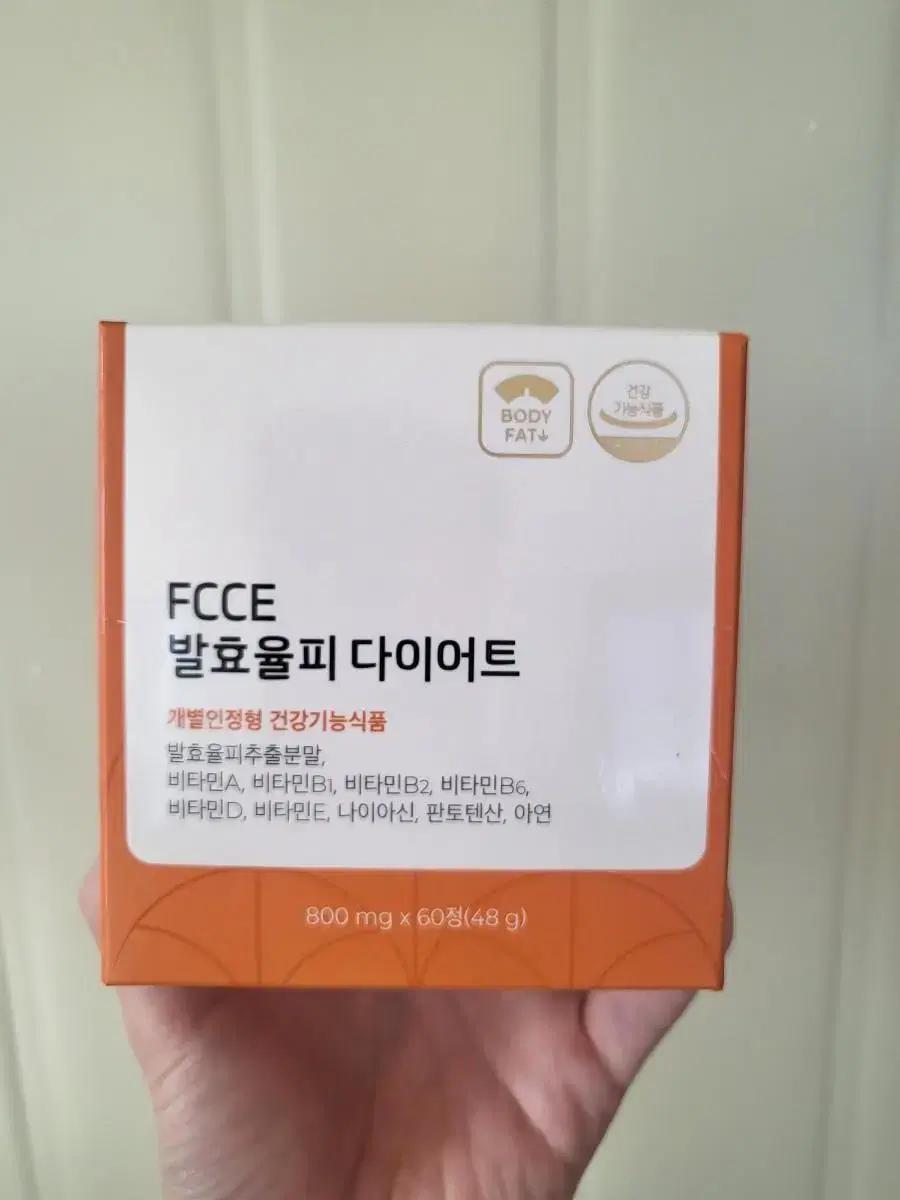 BODY
FAT↓
건강
기능식품
FCCE
발효율피 다이어트
개별인정형 건강기능식품
발효율피추출분말,
비타민A, 비타민B1, 비타민B2, 비타민B6,
비타민D, 비타민E, 나이아신, 판토텐산, 아연
800 mg x 60정(48 g)